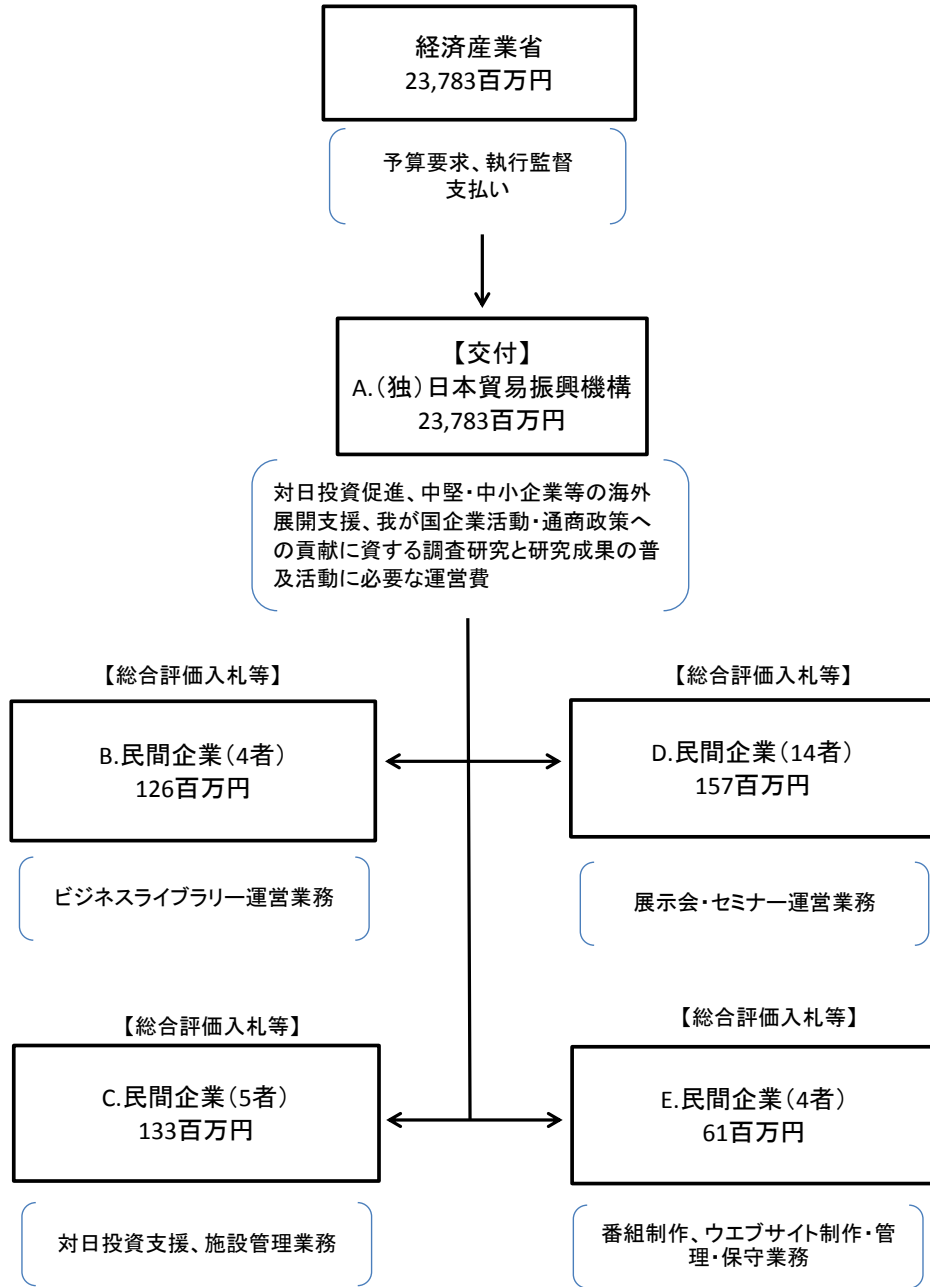 経済産業省
23,783百万円
予算要求、執行監督
支払い
【交付】
A.(独)日本貿易振興機構
23,783百万円
対日投資促進、中堅・中小企業等の海外
展開支援、我が国企業活動・通商政策へ
の貢献に資する調査研究と研究成果の普
及活動に必要な運営費
【総合評価入札等】
B.民間企業(4者)
126百万円
ビジネスライブラリー運営業務
【総合評価入札等】
D.民間企業(14者)
157百万円
展示会・セミナー運営業務
【総合評価入札等】
C.民間企業(5者)
133百万円
対日投資支援、施設管理業務
【総合評価入札等】
E.民間企業(4者)
61百万円
番組制作、ウエブサイト制作・管
理・保守業務